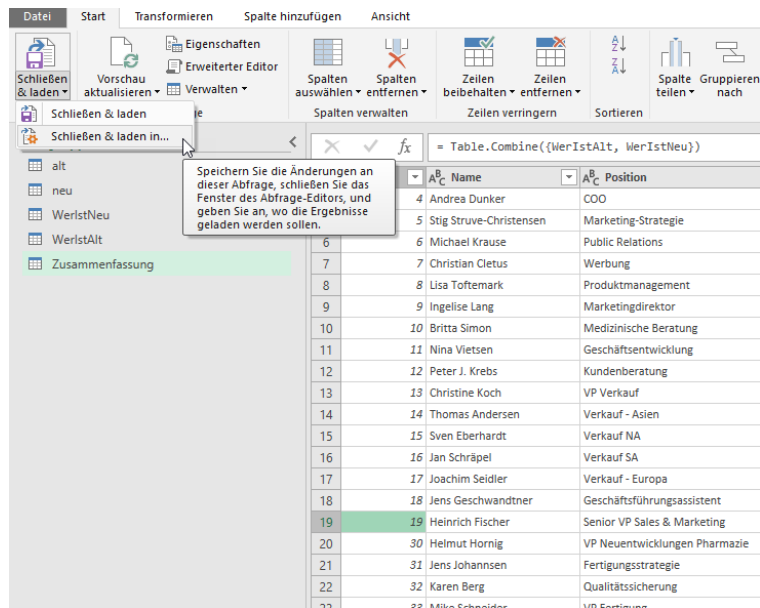 Datei Start Transformieren Spalte hinzufügen Ansicht
Schließen & laden
Vorschau aktualisieren
Eigenschaften
Erweiterter Editor
Verwalten
Spalten auswählen
Spalten entfernen
Spalten verwalten
Zeilen beibehalten
Zeilen entfernen
Zeilen verringern
Sortieren
Spalte teilen
Gruppieren nach
Schließen & laden
Schließen & laden in...
Speichern Sie die Änderungen an
dieser Abfrage, schließen Sie das
Fenster des Abfrage-Editors, und
geben Sie an, wo die Ergebnisse
geladen werden sollen.
alt
neu
WerIstNeu
WerIstAlt
Zusammenfassung
fx = Table.Combine({WerIstAlt, WerIstNeu})
ABC Name ABC Position
4 Andrea Dunker COO
5 Stig Struve-Christensen Marketing-Strategie
6 6 Michael Krause Public Relations
7 7 Christian Cletus Werbung
8 8 Lisa Toftemark Produktmanagement
9 9 Ingelise Lang Marketingdirektor
10 10 Britta Simon Medizinische Beratung
11 11 Nina Vietsen Geschäftsentwicklung
12 12 Peter J. Krebs Kundenberatung
13 13 Christine Koch VP Verkauf
14 14 Thomas Andersen Verkauf - Asien
15 15 Sven Eberhardt Verkauf NA
16 16 Jan Schräpel Verkauf SA
17 17 Joachim Seidler Verkauf - Europa
18 18 Jens Geschwandtner Geschäftsführungsassistent
19 19 Heinrich Fischer Senior VP Sales & Marketing
20 30 Helmut Hornig VP Neuentwicklungen Pharmazie
21 31 Jens Johannsen Fertigungsstrategie
22 32 Karen Berg Qualitätssicherung
23 33 Mike Schneider VP Fertigung